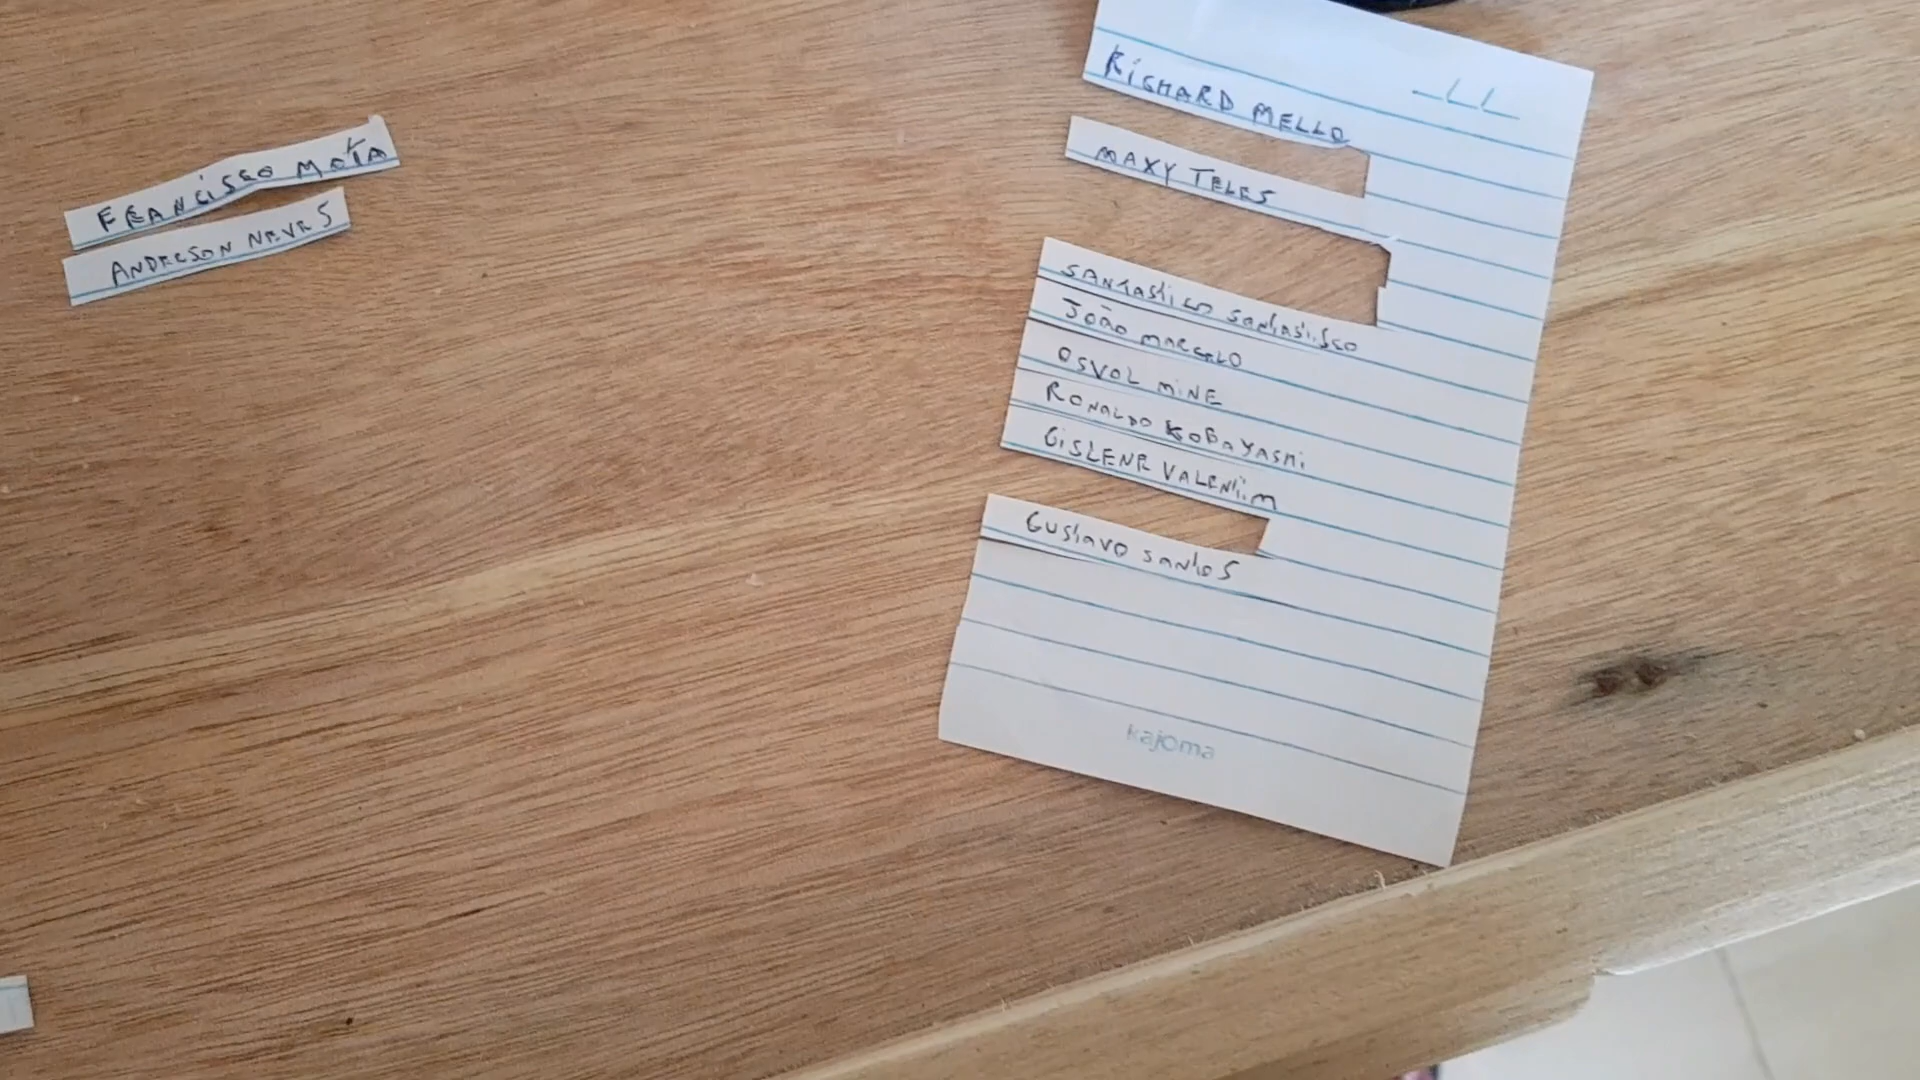 FRANCISCO MOTA
ANDERSON NEVES
RICHARD MELLO
MAXY TELES
SANTASTICO SANTASTISCO
JOÃO MARCELO
OSVOL MINE
RONALDO KOBAYASHI
GISLENE VALENTIM
GUSTAVO SANTOS
kajoma